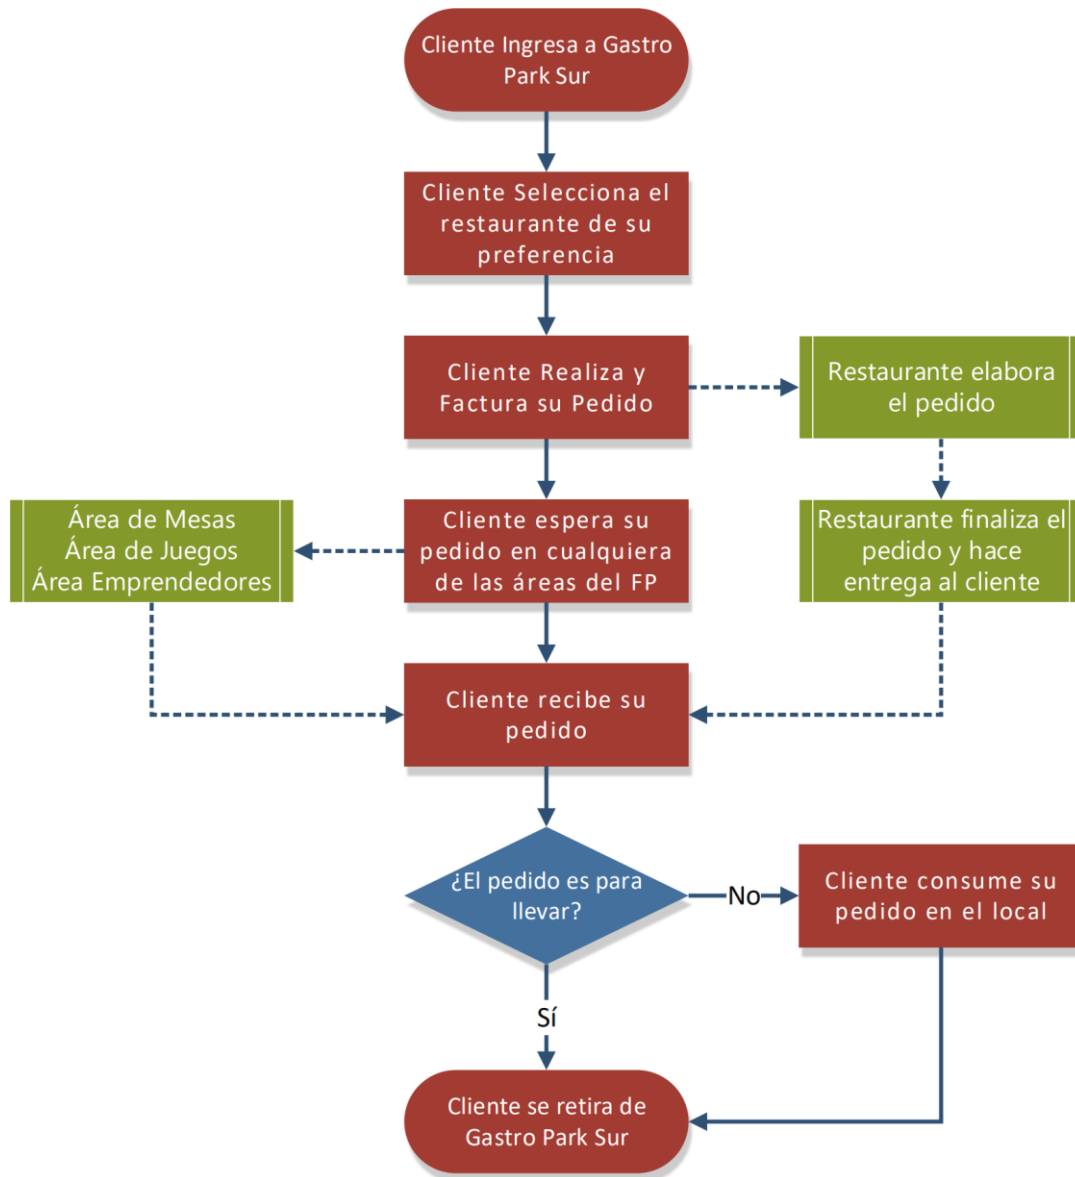 Cliente Ingresa a Gastro
Park Sur
Cliente Selecciona el
restaurante de su
preferencia
Cliente Realiza y
Factura su Pedido
Restaurante elabora
el pedido
Área de Mesas
Área de Juegos
Área Emprendedores
Cliente espera su
pedido en cualquiera
de las áreas del FP
Restaurante finaliza el
pedido y hace
entrega al cliente
Cliente recibe su
pedido
¿El pedido es para
llevar?
No
Cliente consume su
pedido en el local
Sí
Cliente se retira de
Gastro Park Sur